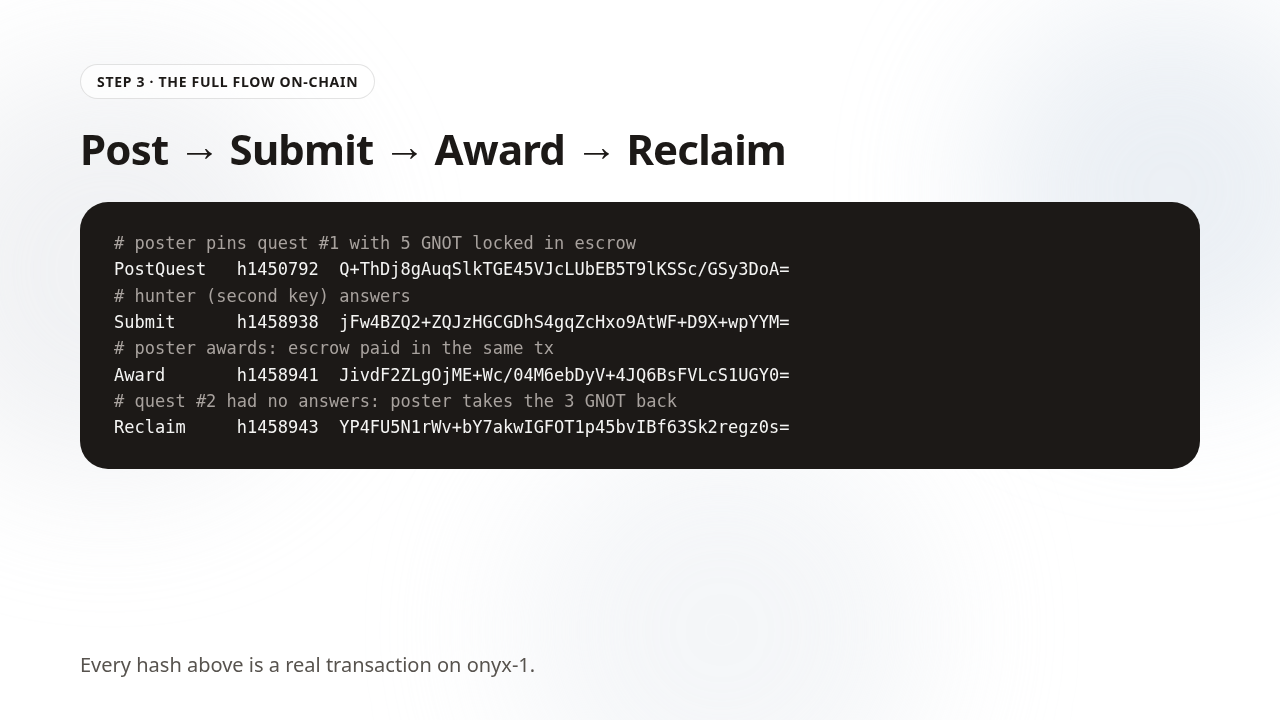 STEP 3 · THE FULL FLOW ON-CHAIN
Post → Submit → Award → Reclaim
# poster pins quest #1 with 5 GNOT locked in escrow
PostQuest h1450792 Q+ThDj8gAuqSlkTGE45VJcLUbEB5T9lKSSc/GSy3DoA=
# hunter (second key) answers
Submit h1458938 jFw4BZQ2+ZQJzHGCGDhS4gqZcHxo9AtWF+D9X+wpYYM=
# poster awards: escrow paid in the same tx
Award h1458941 JivdF2ZLgOjME+Wc/04M6ebDyV+4JQ6BsFVLcS1UGY0=
# quest #2 had no answers: poster takes the 3 GNOT back
Reclaim h1458943 YP4FU5N1rWv+bY7akwIGFOT1p45bvIBf63Sk2regz0s=
Every hash above is a real transaction on onyx-1.